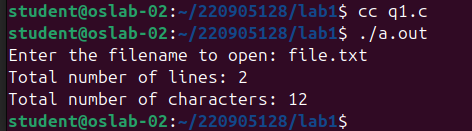 student@oslab-02:~/220905128/lab1$ cc q1.c
student@oslab-02:~/220905128/lab1$ ./a.out
Enter the filename to open: file.txt
Total number of lines: 2
Total number of characters: 12
student@oslab-02:~/220905128/lab1$